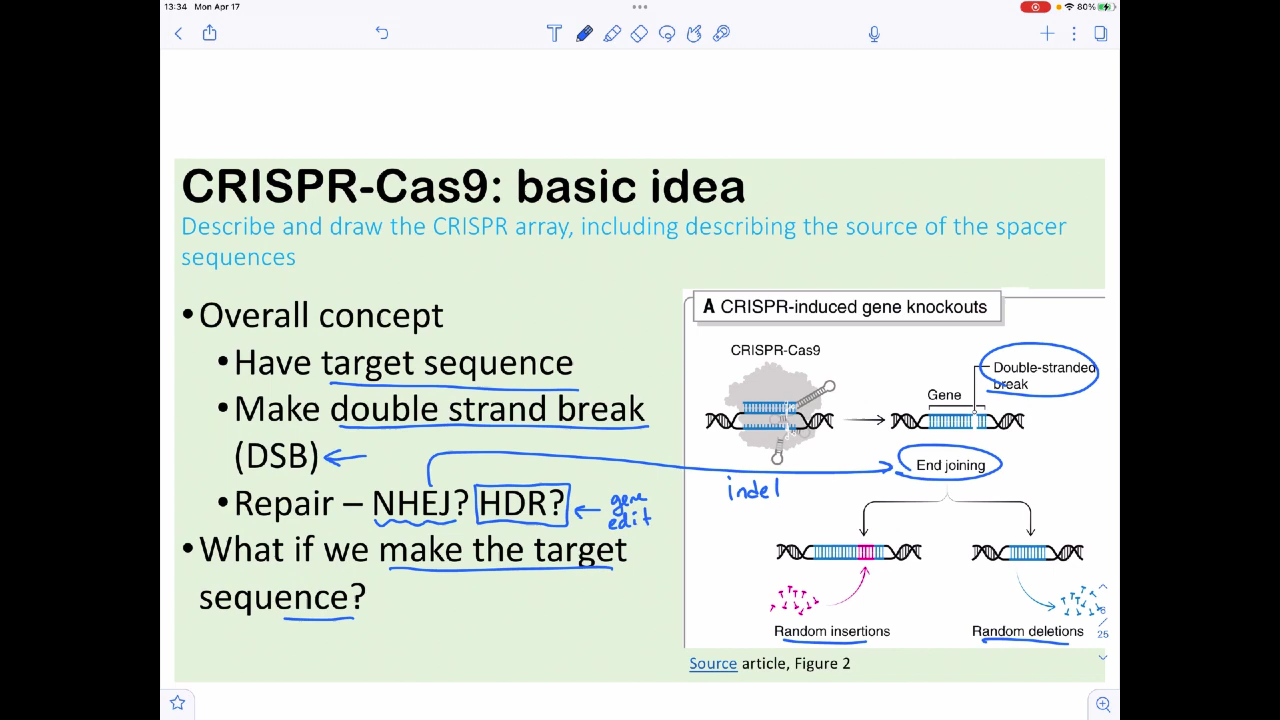 13:34 Mon Apr 17
80%
CRISPR-Cas9: basic idea
Describe and draw the CRISPR array, including describing the source of the spacer
sequences
•Overall concept
•Have target sequence
•Make double strand break
(DSB)
•Repair – NHEJ? HDR?
gene
edit
•What if we make the target
sequence?
A CRISPR-induced gene knockouts
CRISPR-Cas9
Double-stranded
break
Gene
End joining
indel
Random insertions
Random deletions
Source article, Figure 2
6
/
25